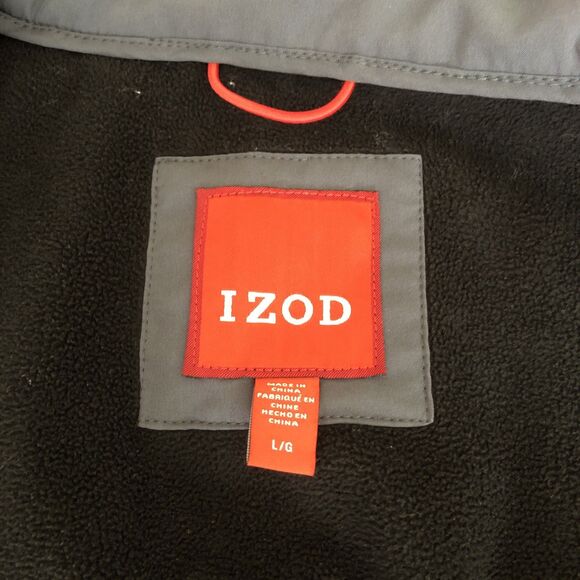 IZOD
MADE IN
CHINA
FABRIQUÉ EN
CHINE
HECHO EN
CHINA
L/G